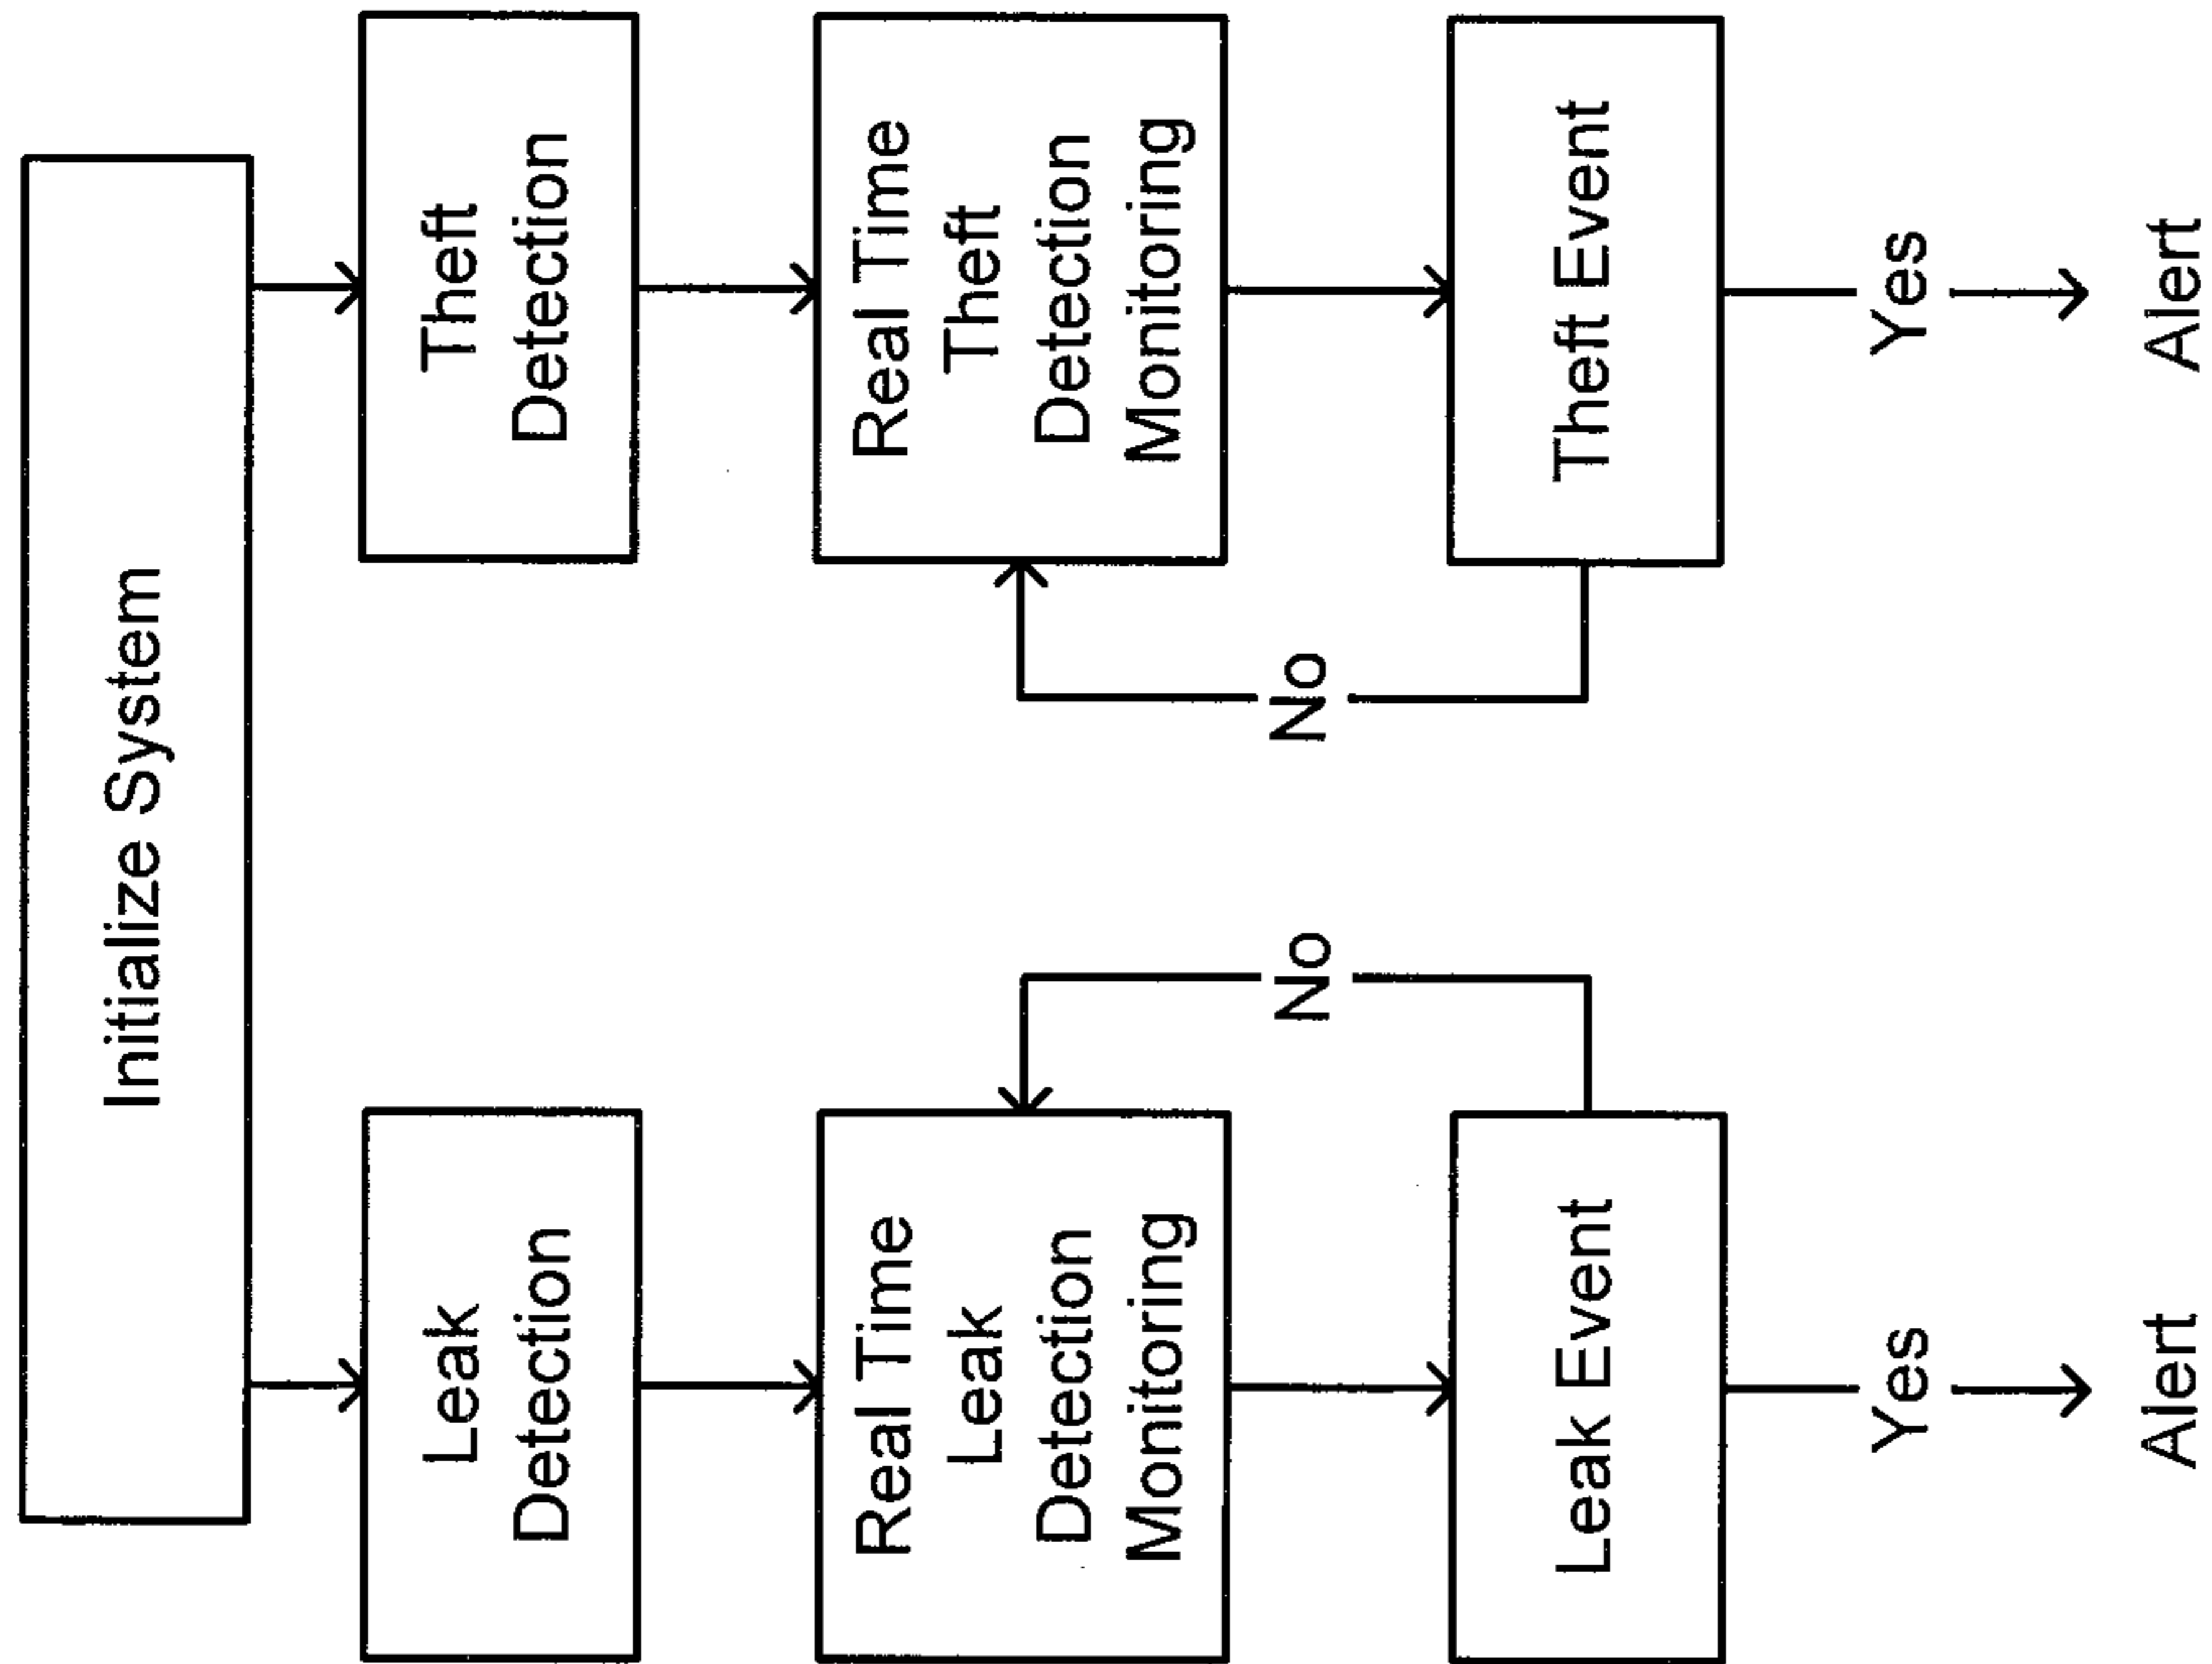 Initialize System
Leak
Detection
Theft
Detection
Real Time
Leak
Detection
Monitoring
Real Time
Theft
Detection
Monitoring
No
No
Leak Event
Theft Event
Yes
Yes
Alert
Alert